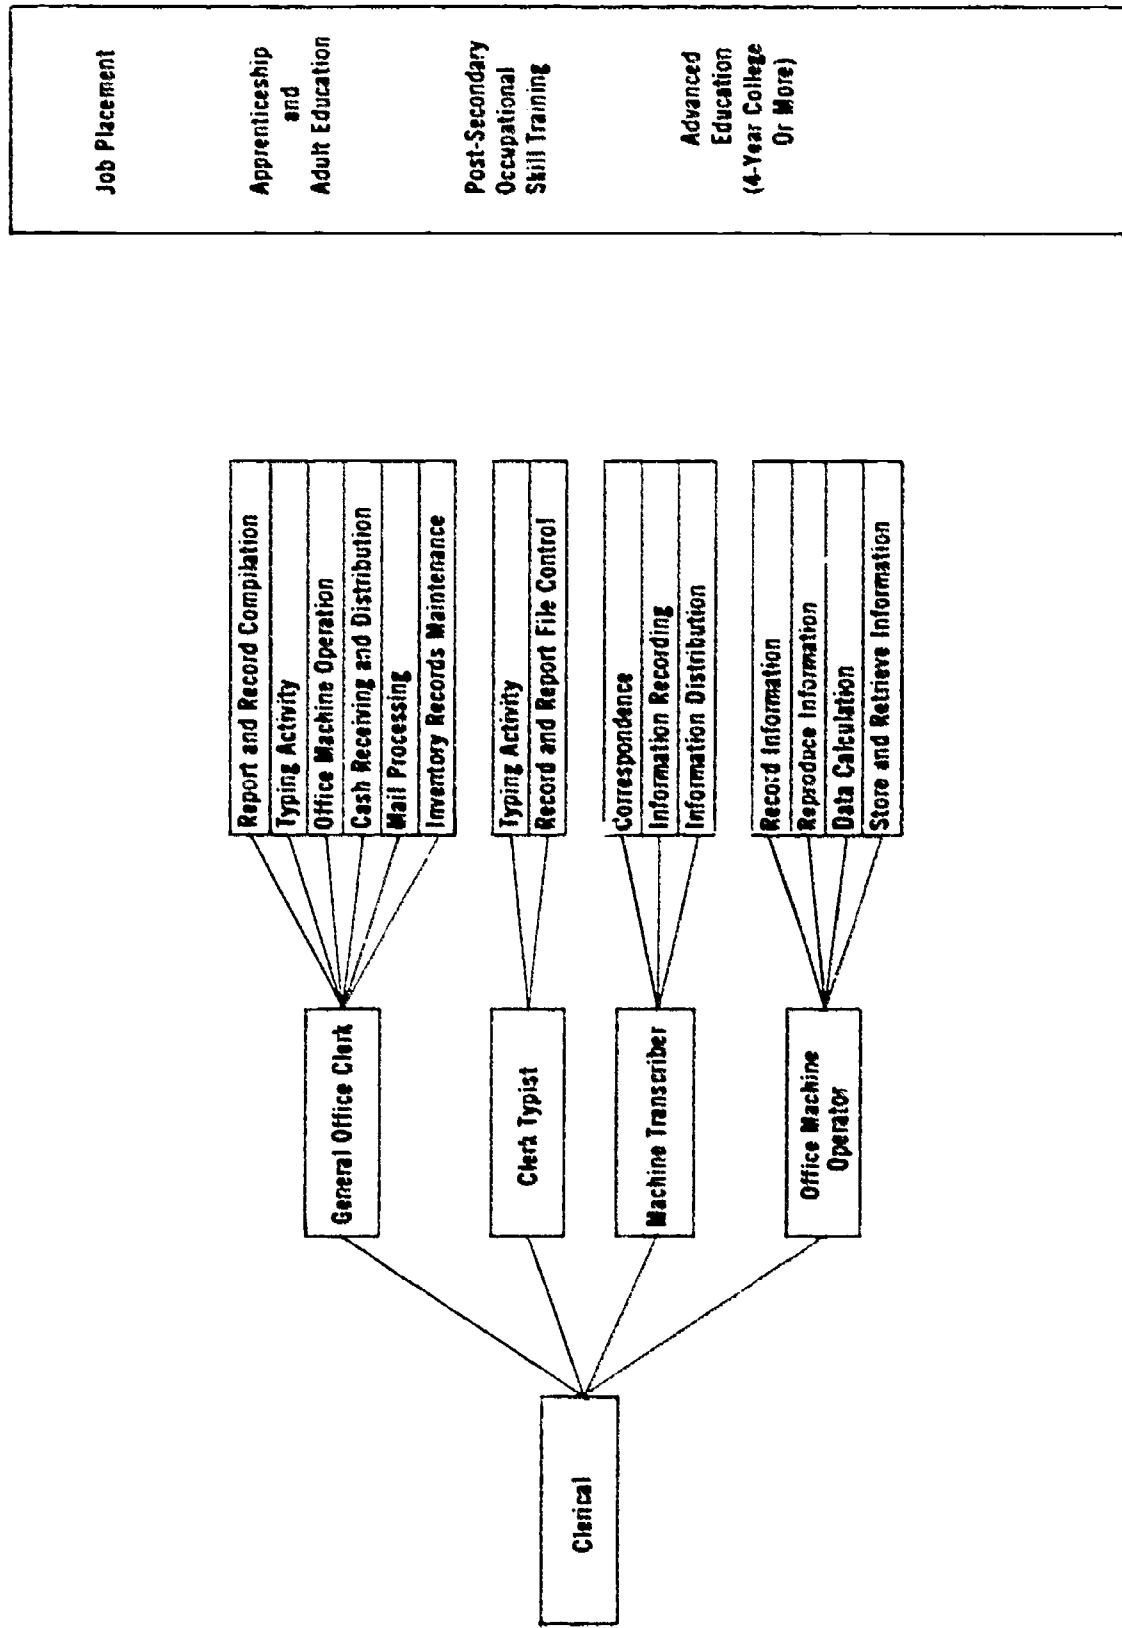 Clerical
General Office Clerk
Clerk Typist
Machine Transcriber
Office Machine
Operator
Report and Record Compilation
Typing Activity
Office Machine Operation
Cash Receiving and Distribution
Mail Processing
Inventory Records Maintenance
Typing Activity
Record and Report File Control
Correspondence
Information Recording
Information Distribution
Record Information
Reproduce Information
Data Calculation
Store and Retrieve Information
Job Placement
Apprenticeship
and
Adult Education
Post-Secondary
Occupational
Skill Training
Advanced
Education
(4-Year College
Or More)